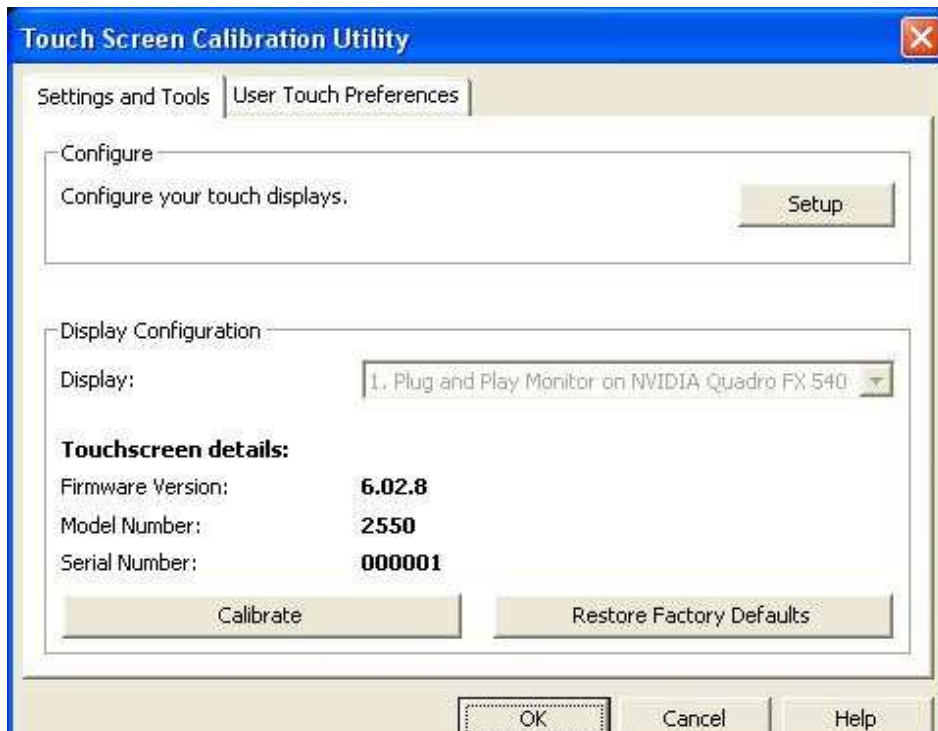 Touch Screen Calibration Utility
Settings and Tools User Touch Preferences
Configure
Configure your touch displays.
Setup
Display Configuration
Display: 1. Plug and Play Monitor on NVIDIA Quadro FX 540
Touchscreen details:
Firmware Version: 6.02.8
Model Number: 2550
Serial Number: 000001
Calibrate Restore Factory Defaults
OK Cancel Help